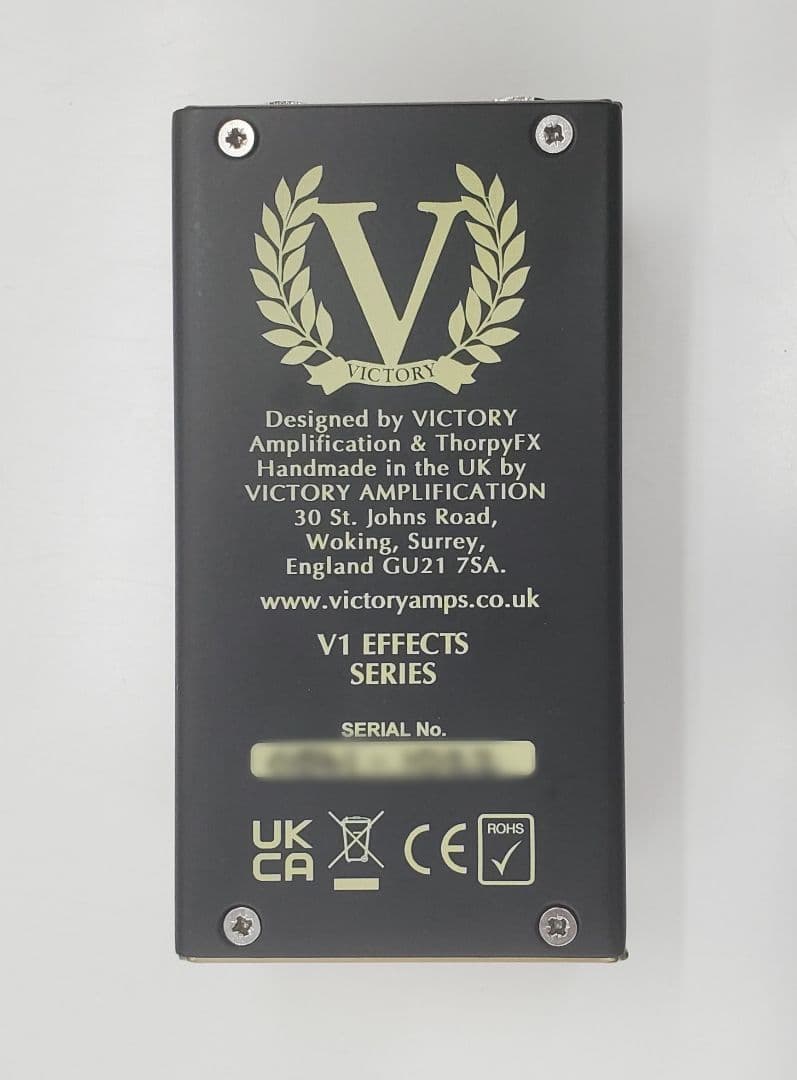 V
VICTORY
Designed by VICTORY
Amplification & ThorpyFX
Handmade in the UK by
VICTORY AMPLIFICATION
30 St. Johns Road,
Woking, Surrey,
England GU21 7SA.
www.victoryamps.co.uk
V1 EFFECTS
SERIES
SERIAL No.
UK
CA
CE
ROHS